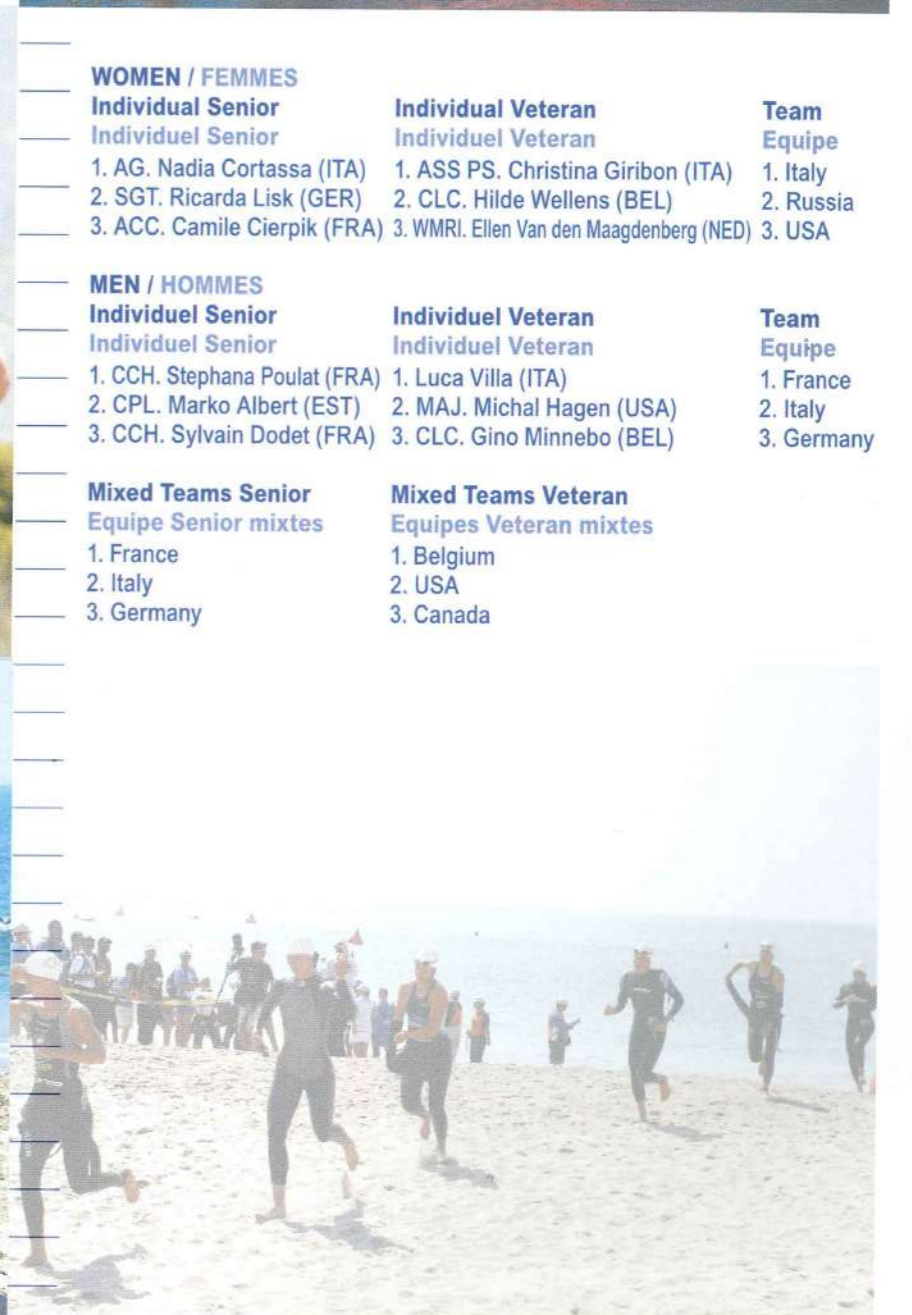 WOMEN / FEMMES
Individual Senior
Individuel Senior
1. AG. Nadia Cortassa (ITA)
2. SGT. Ricarda Lisk (GER)
3. ACC. Camile Cierpik (FRA)
Individual Veteran
Individuel Veteran
1. ASS PS. Christina Giribon (ITA)
2. CLC. Hilde Wellens (BEL)
3. WMRI. Ellen Van den Maagdenberg (NED)
Team
Equipe
1. Italy
2. Russia
3. USA
MEN / HOMMES
Individuel Senior
Individuel Senior
1. CCH. Stephana Poulat (FRA)
2. CPL. Marko Albert (EST)
3. CCH. Sylvain Dodet (FRA)
Individuel Veteran
Individuel Veteran
1. Luca Villa (ITA)
2. MAJ. Michal Hagen (USA)
3. CLC. Gino Minnebo (BEL)
Team
Equipe
1. France
2. Italy
3. Germany
Mixed Teams Senior
Equipe Senior mixtes
1. France
2. Italy
3. Germany
Mixed Teams Veteran
Equipes Veteran mixtes
1. Belgium
2. USA
3. Canada